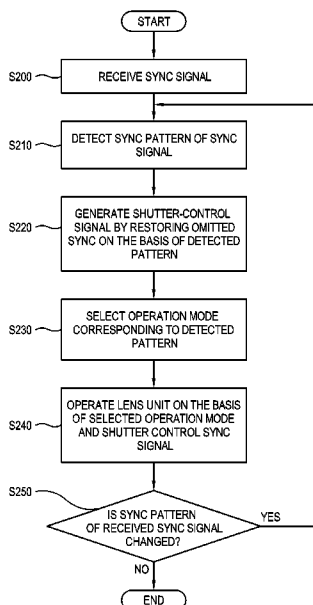 START
S200
RECEIVE SYNC SIGNAL
S210
DETECT SYNC PATTERN OF SYNC
SIGNAL
S220
GENERATE SHUTTER-CONTROL
SIGNAL BY RESTORING OMITTED
SYNC ON THE BASIS OF DETECTED
PATTERN
S230
SELECT OPERATION MODE
CORRESPONDING TO DETECTED
PATTERN
S240
OPERATE LENS UNIT ON THE BASIS
OF SELECTED OPERATION MODE
AND SHUTTER CONTROL SYNC
SIGNAL
S250
IS SYNC PATTERN
OF RECEIVED SYNC SIGNAL
CHANGED?
YES
NO
END